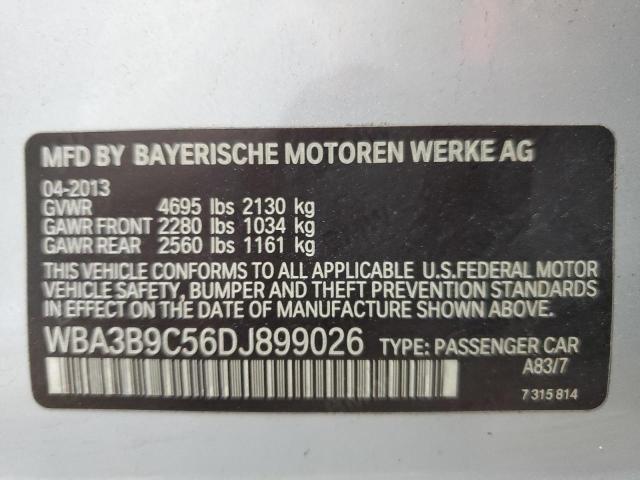 MFD BY BAYERISCHE MOTOREN WERKE AG
04-2013
GVWR 4695 lbs 2130 kg
GAWR FRONT 2280 lbs 1034 kg
GAWR REAR 2560 lbs 1161 kg
THIS VEHICLE CONFORMS TO ALL APPLICABLE U.S.FEDERAL MOTOR
VEHICLE SAFETY, BUMPER AND THEFT PREVENTION STANDARDS
IN EFFECT ON THE DATE OF MANUFACTURE SHOWN ABOVE.
WBA3B9C56DJ899026 TYPE: PASSENGER CAR
A83/7
7 315 814